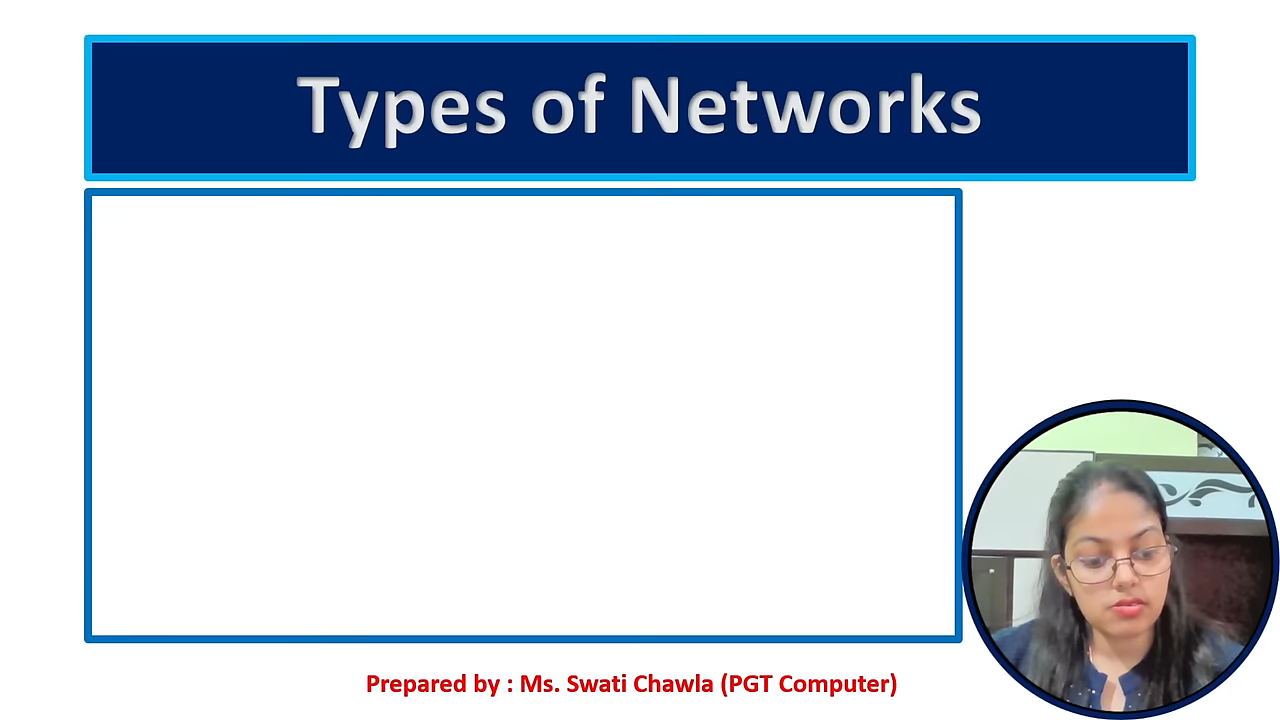 Types of Networks
Prepared by : Ms. Swati Chawla (PGT Computer)